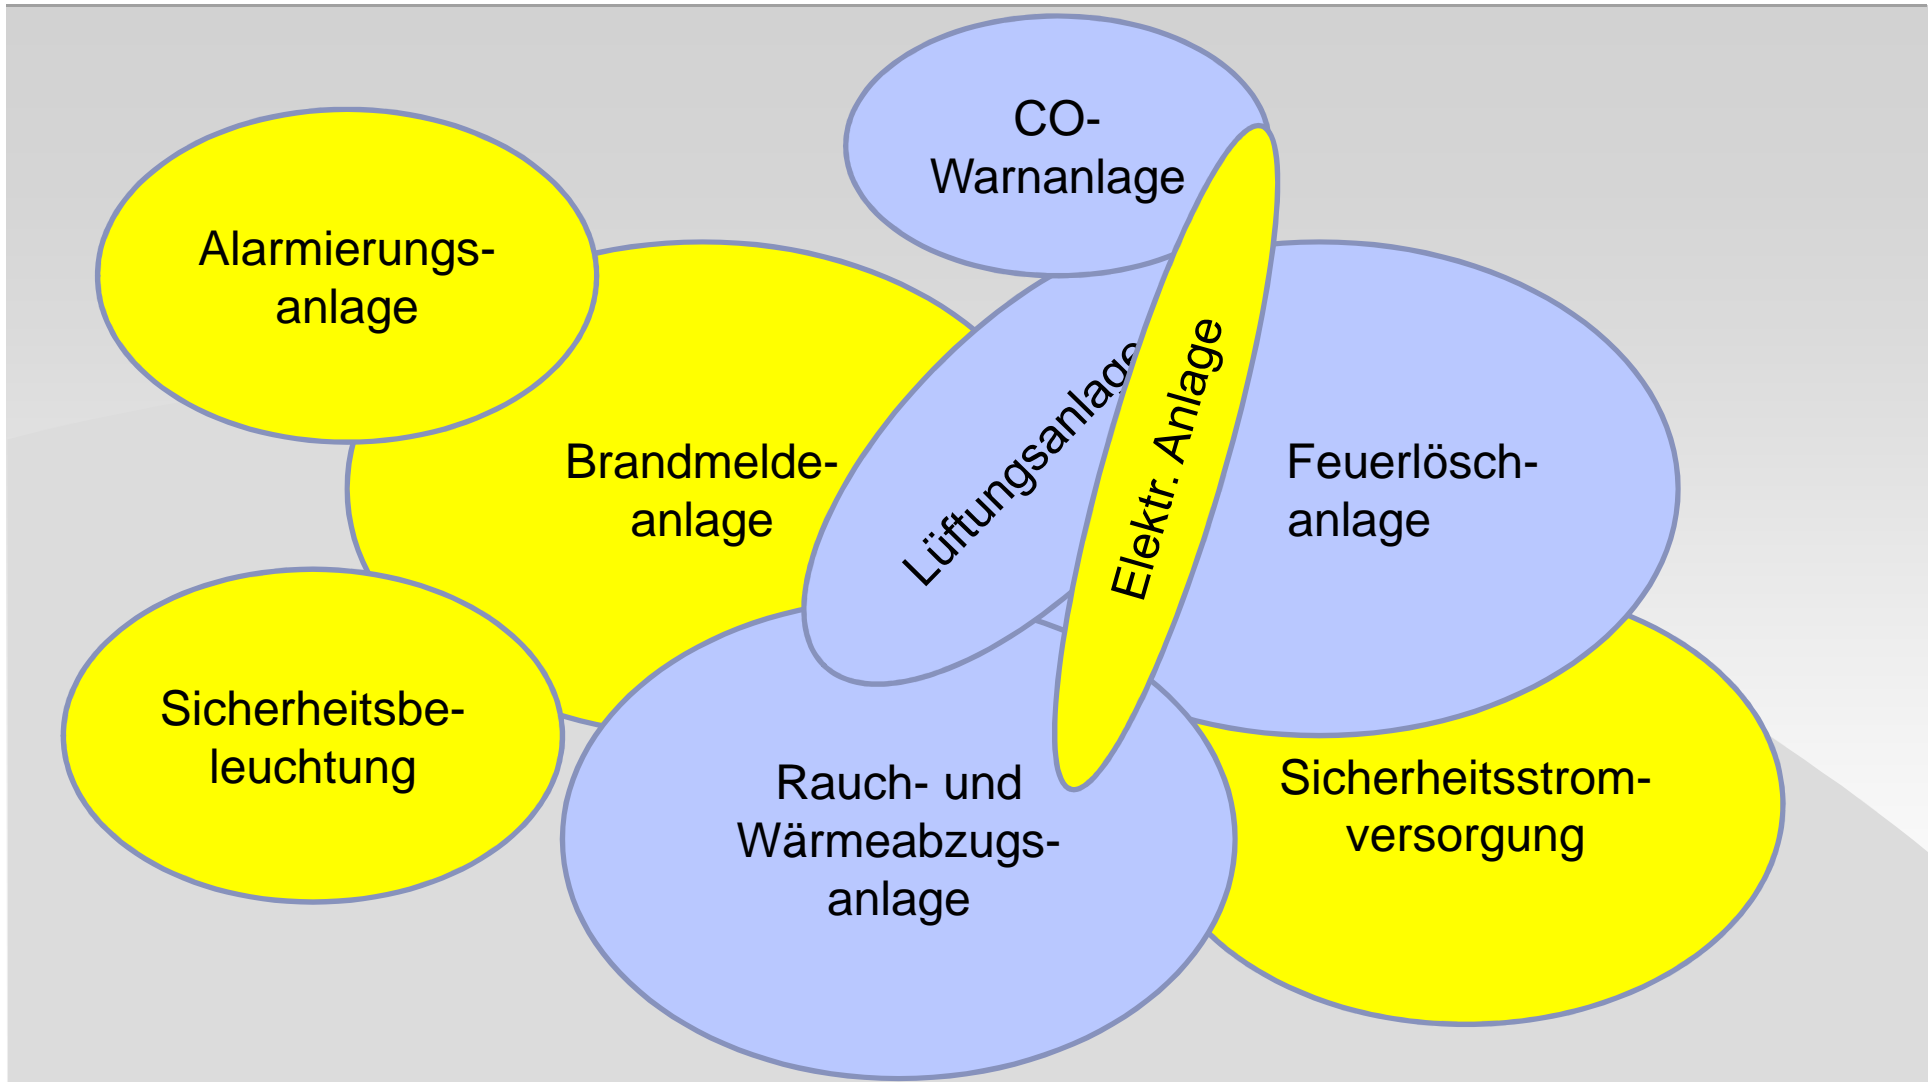 CO-
Warnanlage
Alarmierungs-
anlage
Brandmelde-
anlage
Lüftungsanlage
Elektr. Anlage
Feuerlösch-
anlage
Sicherheitsbe-
leuchtung
Rauch- und
Wärmeabzugs-
anlage
Sicherheitsstrom-
versorgung